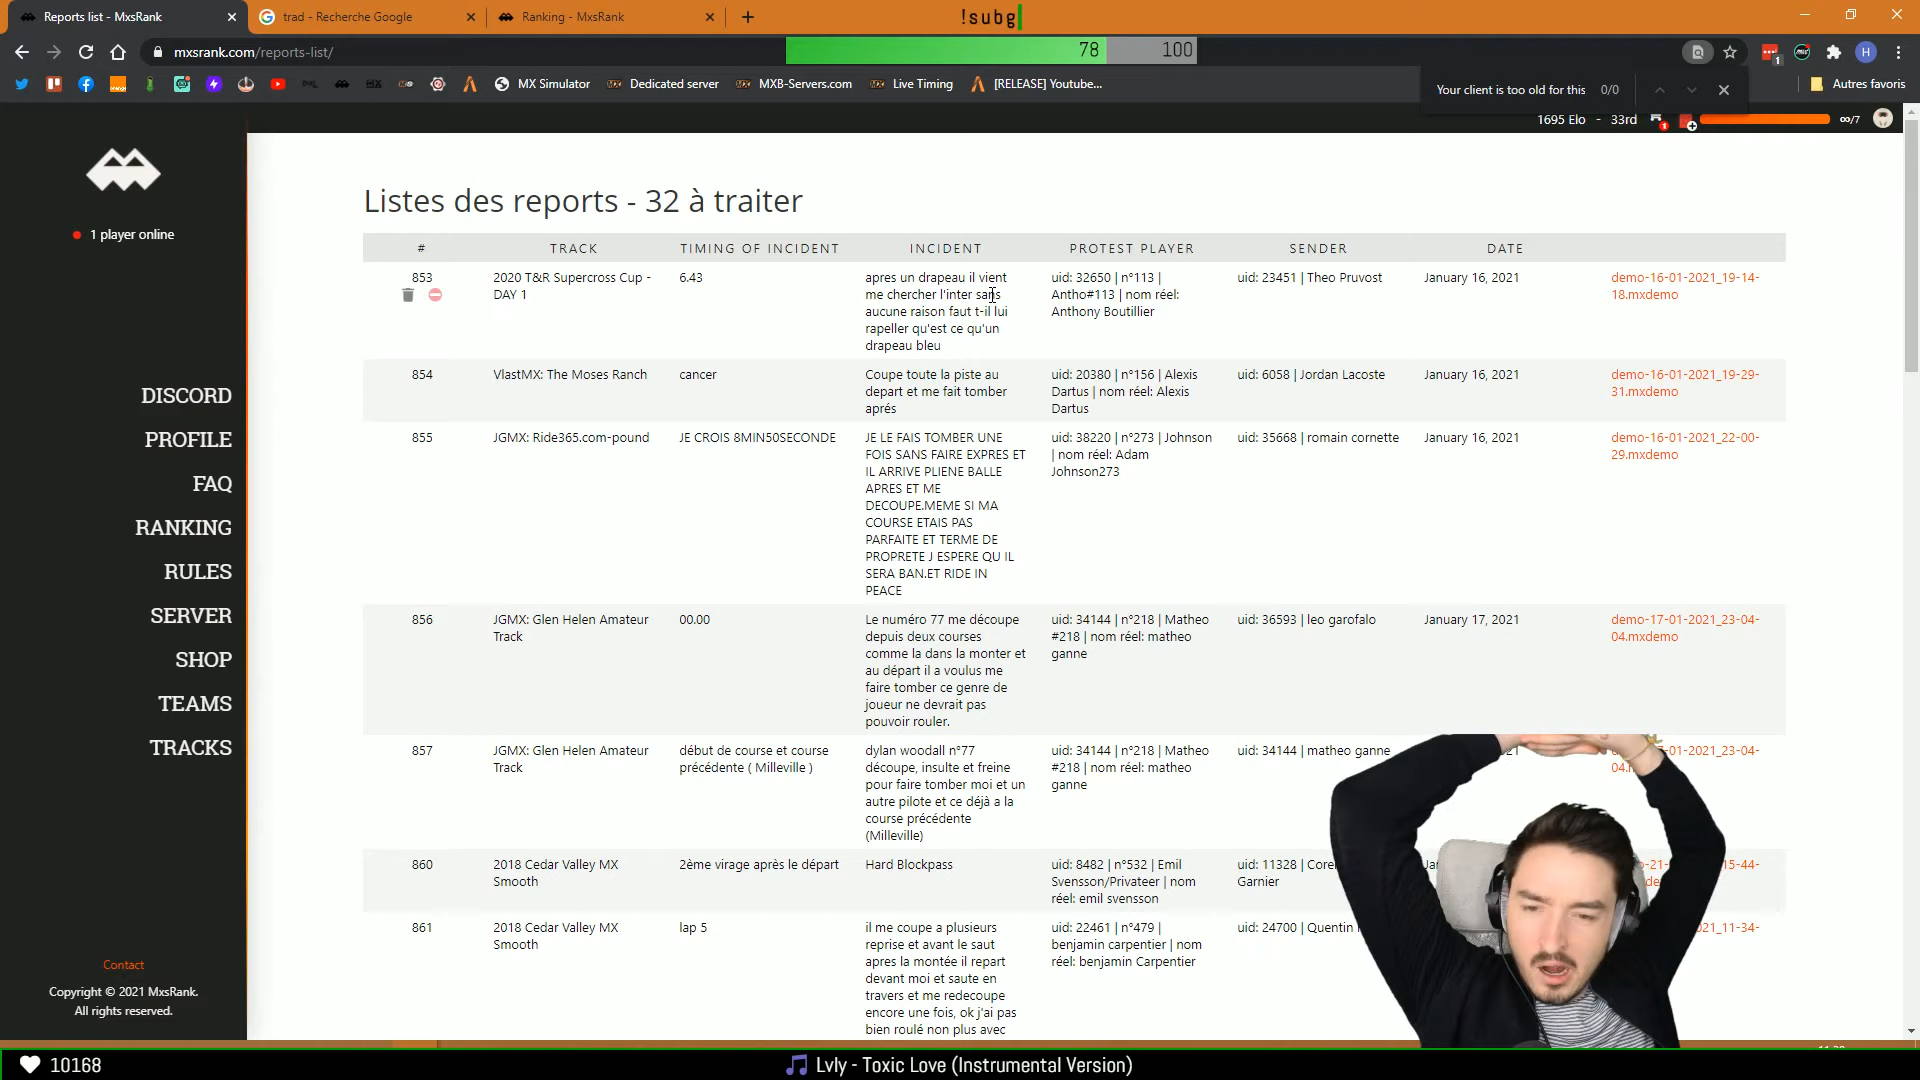 Reports list - MxsRank
trad - Recherche Google
Ranking - MxsRank
!subg
mxsrank.com/reports-list/
78
100
H
1
MX Simulator
Dedicated server
MXB-Servers.com
Live Timing
[RELEASE] Youtube...
Your client is too old for this
0/0
Autres favoris
1695 Elo - 33rd
1
∞/7
1 player online
DISCORD
PROFILE
FAQ
RANKING
RULES
SERVER
SHOP
TEAMS
TRACKS
Contact
Copyright © 2021 MxsRank.
All rights reserved.
Listes des reports - 32 à traiter
# TRACK TIMING OF INCIDENT INCIDENT PROTEST PLAYER SENDER DATE
853
2020 T&R Supercross Cup -
DAY 1
6.43
apres un drapeau il vient
me chercher l'inter sans
aucune raison faut t-il lui
rapeller qu'est ce qu'un
drapeau bleu
uid: 32650 | n°113 |
Antho#113 | nom réel:
Anthony Boutillier
uid: 23451 | Theo Pruvost
January 16, 2021
demo-16-01-2021_19-14-
18.mxdemo
854
VlastMX: The Moses Ranch
cancer
Coupe toute la piste au
depart et me fait tomber
aprés
uid: 20380 | n°156 | Alexis
Dartus | nom réel: Alexis
Dartus
uid: 6058 | Jordan Lacoste
January 16, 2021
demo-16-01-2021_19-29-
31.mxdemo
855
JGMX: Ride365.com-pound
JE CROIS 8MIN50SECONDE
JE LE FAIS TOMBER UNE
FOIS SANS FAIRE EXPRES ET
IL ARRIVE PLIENE BALLE
APRES ET ME
DECOUPE.MEME SI MA
COURSE ETAIS PAS
PARFAITE ET TERME DE
PROPRETE J ESPERE QU IL
SERA BAN.ET RIDE IN
PEACE
uid: 38220 | n°273 | Johnson
| nom réel: Adam
Johnson273
uid: 35668 | romain cornette
January 16, 2021
demo-16-01-2021_22-00-
29.mxdemo
856
JGMX: Glen Helen Amateur
Track
00.00
Le numéro 77 me découpe
depuis deux courses
comme la dans la monter et
au départ il a voulus me
faire tomber ce genre de
joueur ne devrait pas
pouvoir rouler.
uid: 34144 | n°218 | Matheo
#218 | nom réel: matheo
ganne
uid: 36593 | leo garofalo
January 17, 2021
demo-17-01-2021_23-04-
04.mxdemo
857
JGMX: Glen Helen Amateur
Track
début de course et course
précédente ( Milleville )
dylan woodall n°77
découpe, insulte et freine
pour faire tomber moi et un
autre pilote et ce déjà a la
course précédente
(Milleville)
uid: 34144 | n°218 | Matheo
#218 | nom réel: matheo
ganne
uid: 34144 | matheo ganne
2021_23-04-
860
2018 Cedar Valley MX
Smooth
2ème virage après le départ
Hard Blockpass
uid: 8482 | n°532 | Emil
Svensson/Privateer | nom
réel: emil svensson
uid: 11328 |
Garnier
15-44-
861
2018 Cedar Valley MX
Smooth
lap 5
il me coupe a plusieurs
reprise et avant le saut
apres la montée il repart
devant moi et saute en
travers et me redecoupe
encore une fois, ok j'ai pas
bien roulé non plus avec
uid: 22461 | n°479 |
benjamin carpentier | nom
réel: benjamin Carpentier
uid: 24700 | Quentin
11-34-
10168
Lvly - Toxic Love (Instrumental Version)